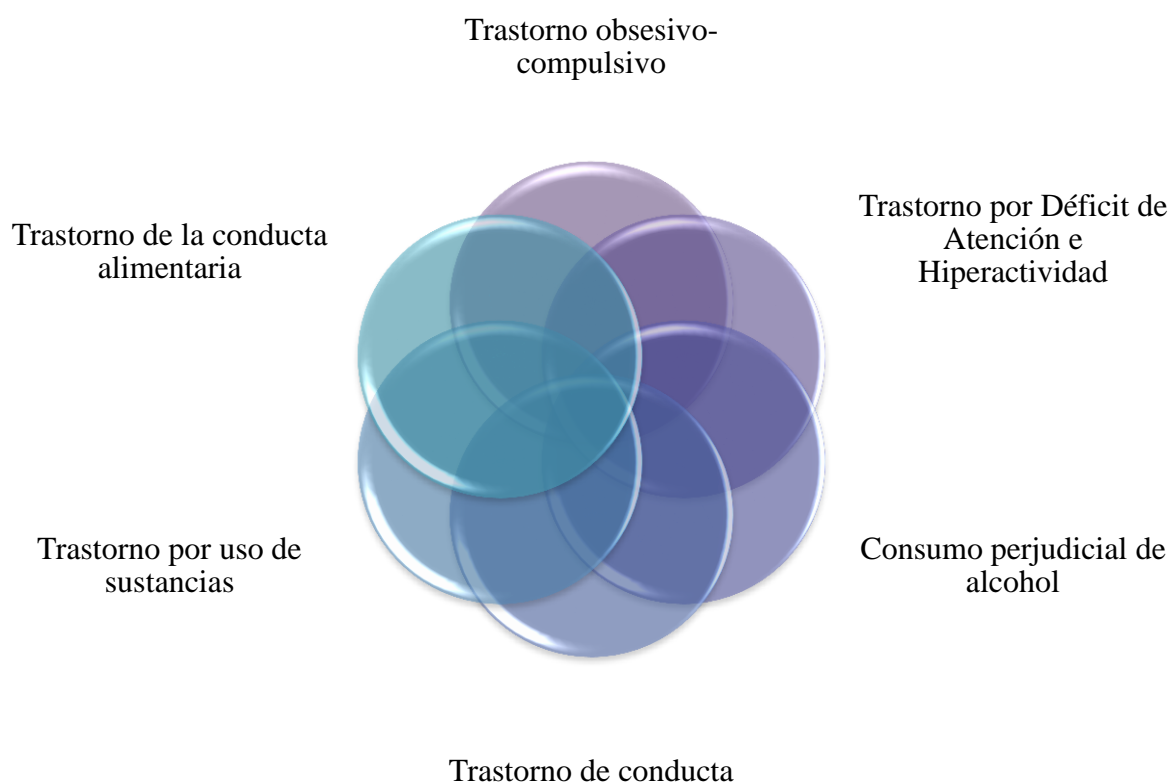 Trastorno obsesivo-
compulsivo
Trastorno por Déficit de
Atención e
Hiperactividad
Consumo perjudicial de
alcohol
Trastorno de conducta
Trastorno por uso de
sustancias
Trastorno de la conducta
alimentaria